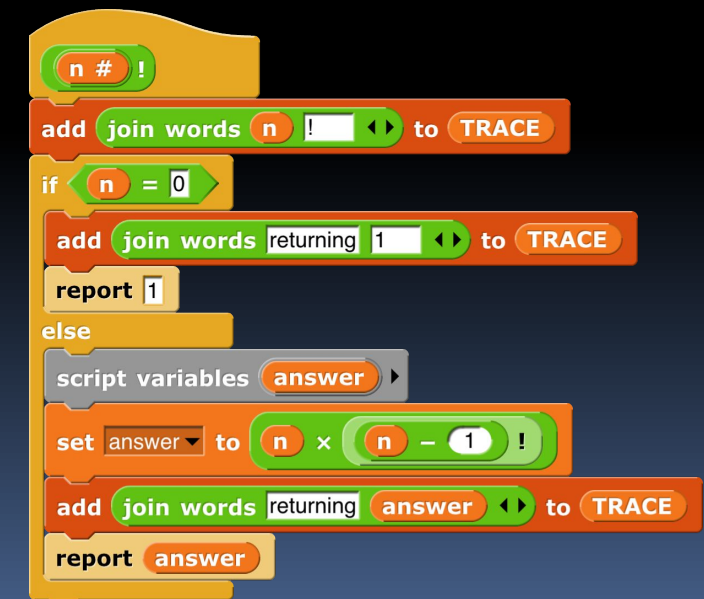 n # !
add join words n ! to TRACE
if n = 0
add join words returning 1 to TRACE
report 1
else
script variables answer
set answer to n × n − 1 !
add join words returning answer to TRACE
report answer